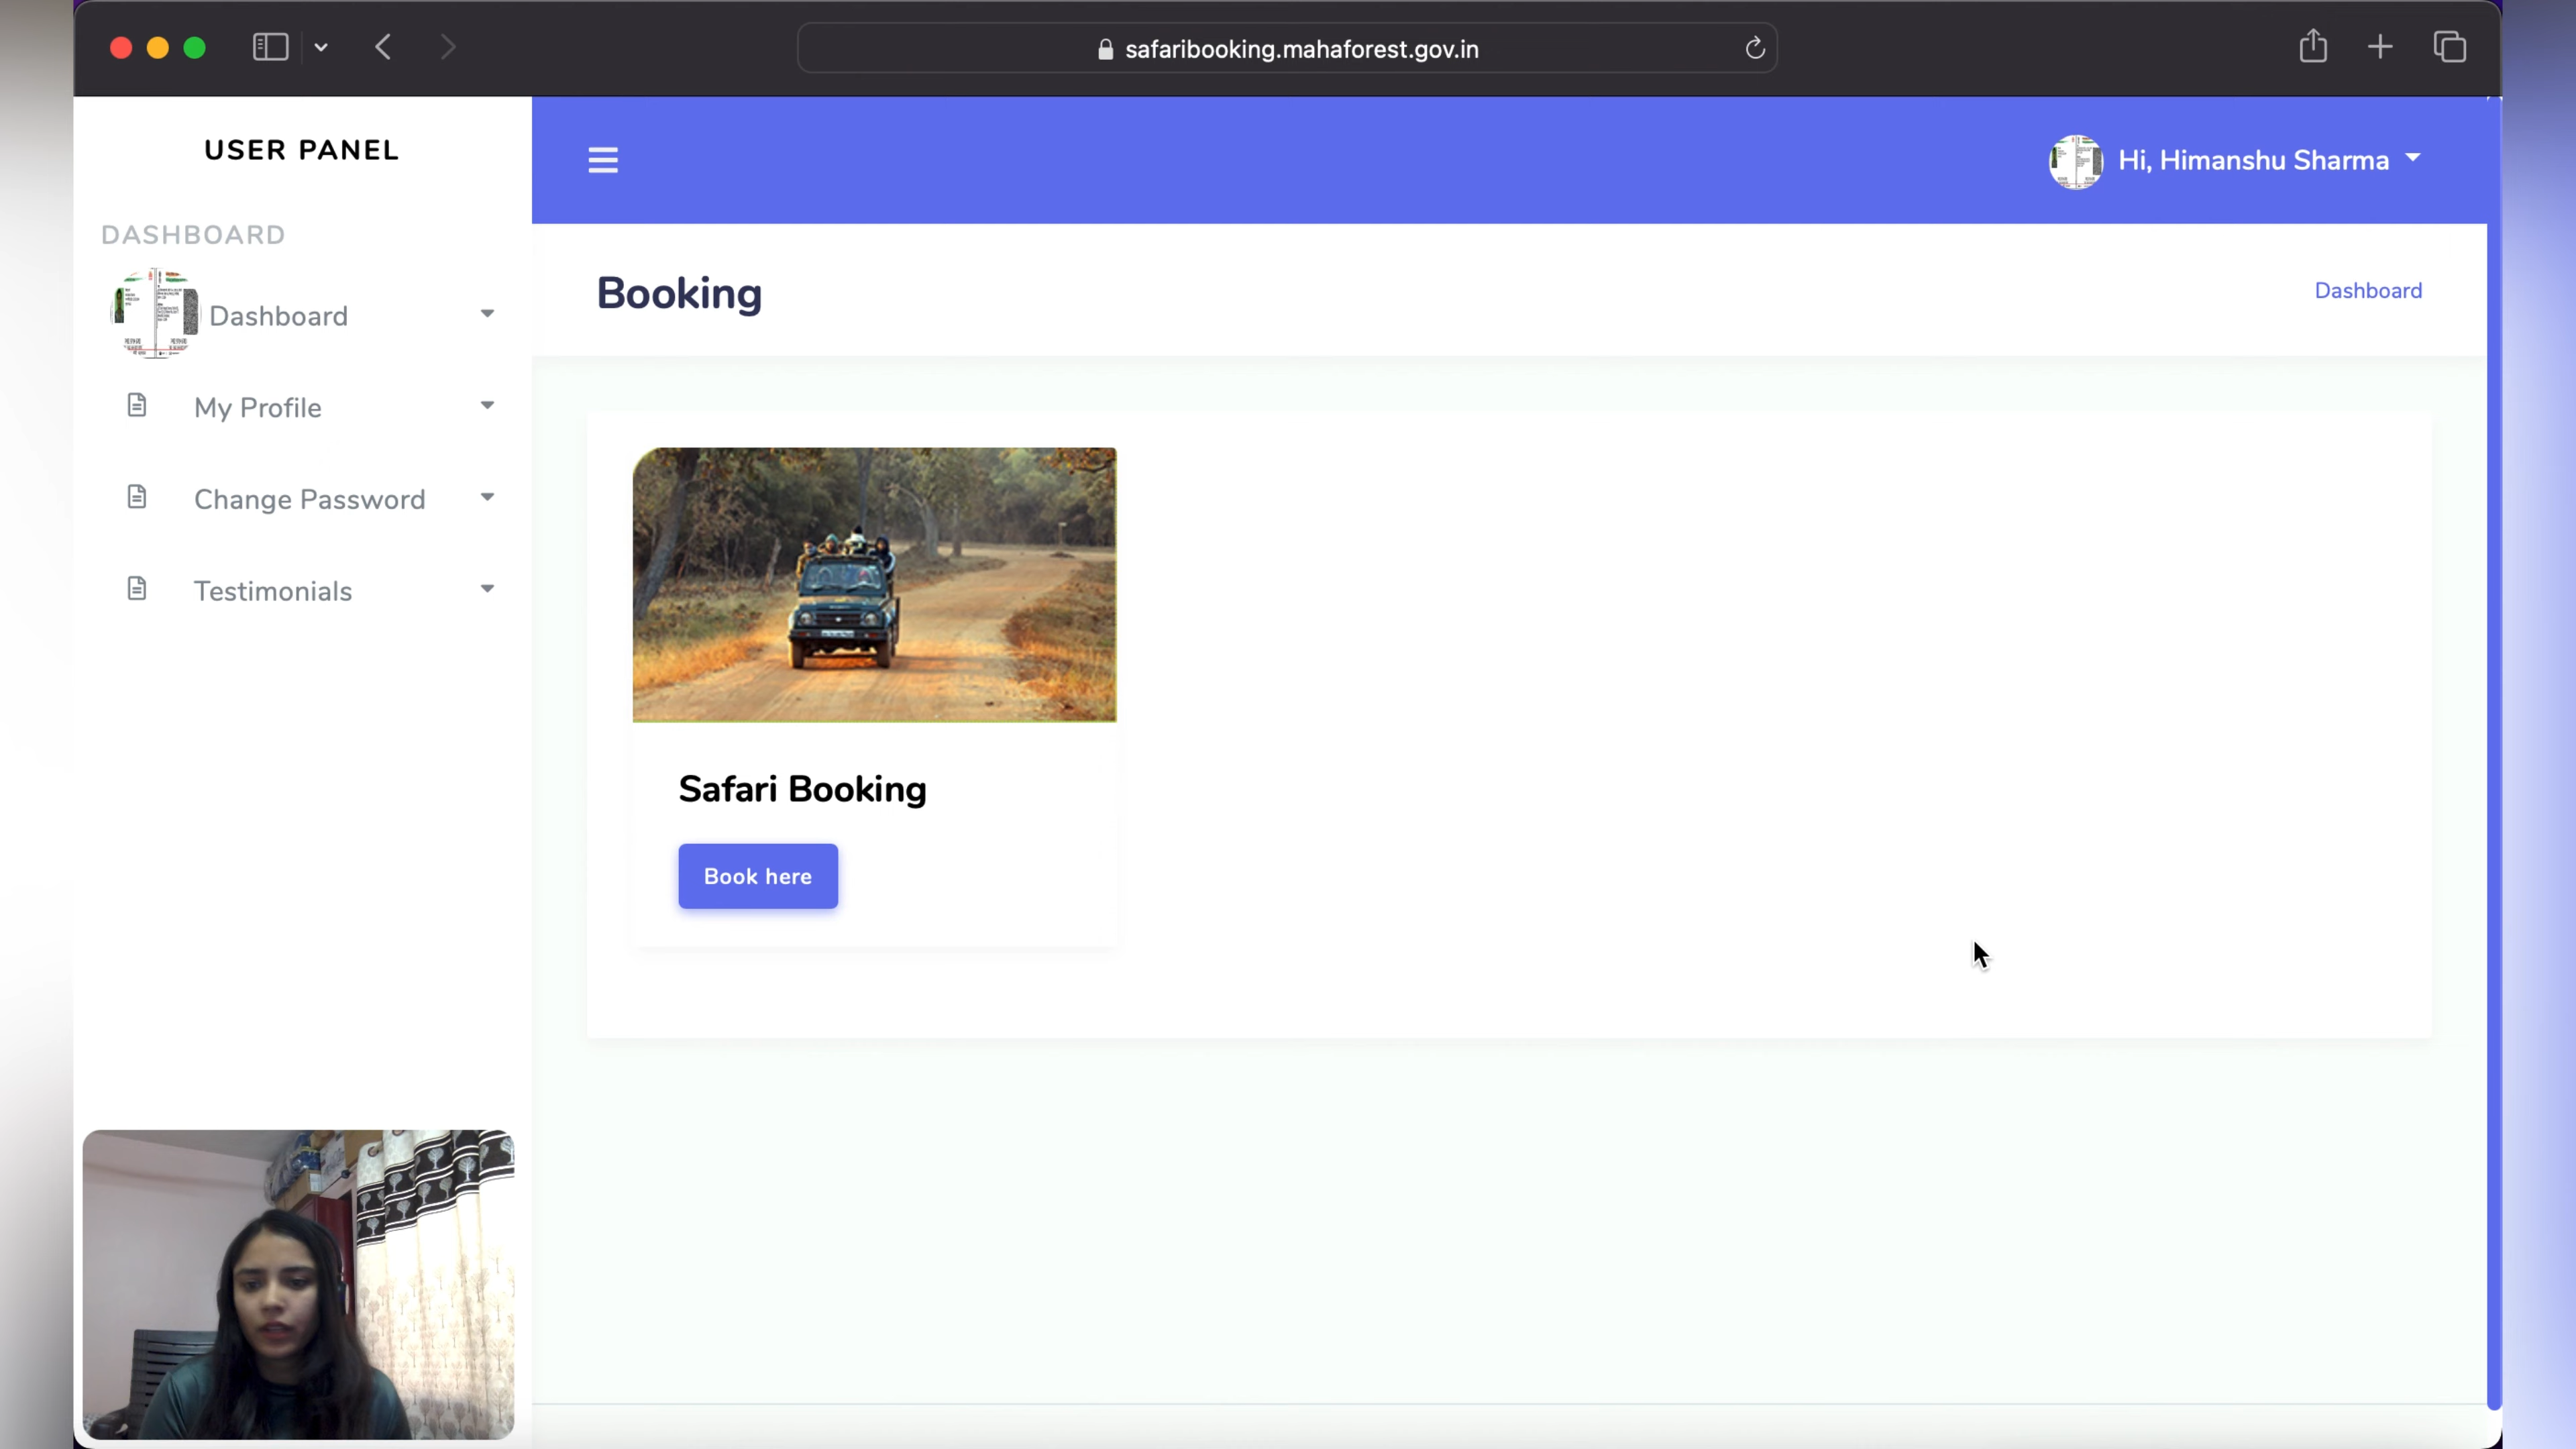 safaribooking.mahaforest.gov.in
USER PANEL
Hi, Himanshu Sharma
DASHBOARD
Dashboard
My Profile
Change Password
Testimonials
Booking
Dashboard
Safari Booking
Book here